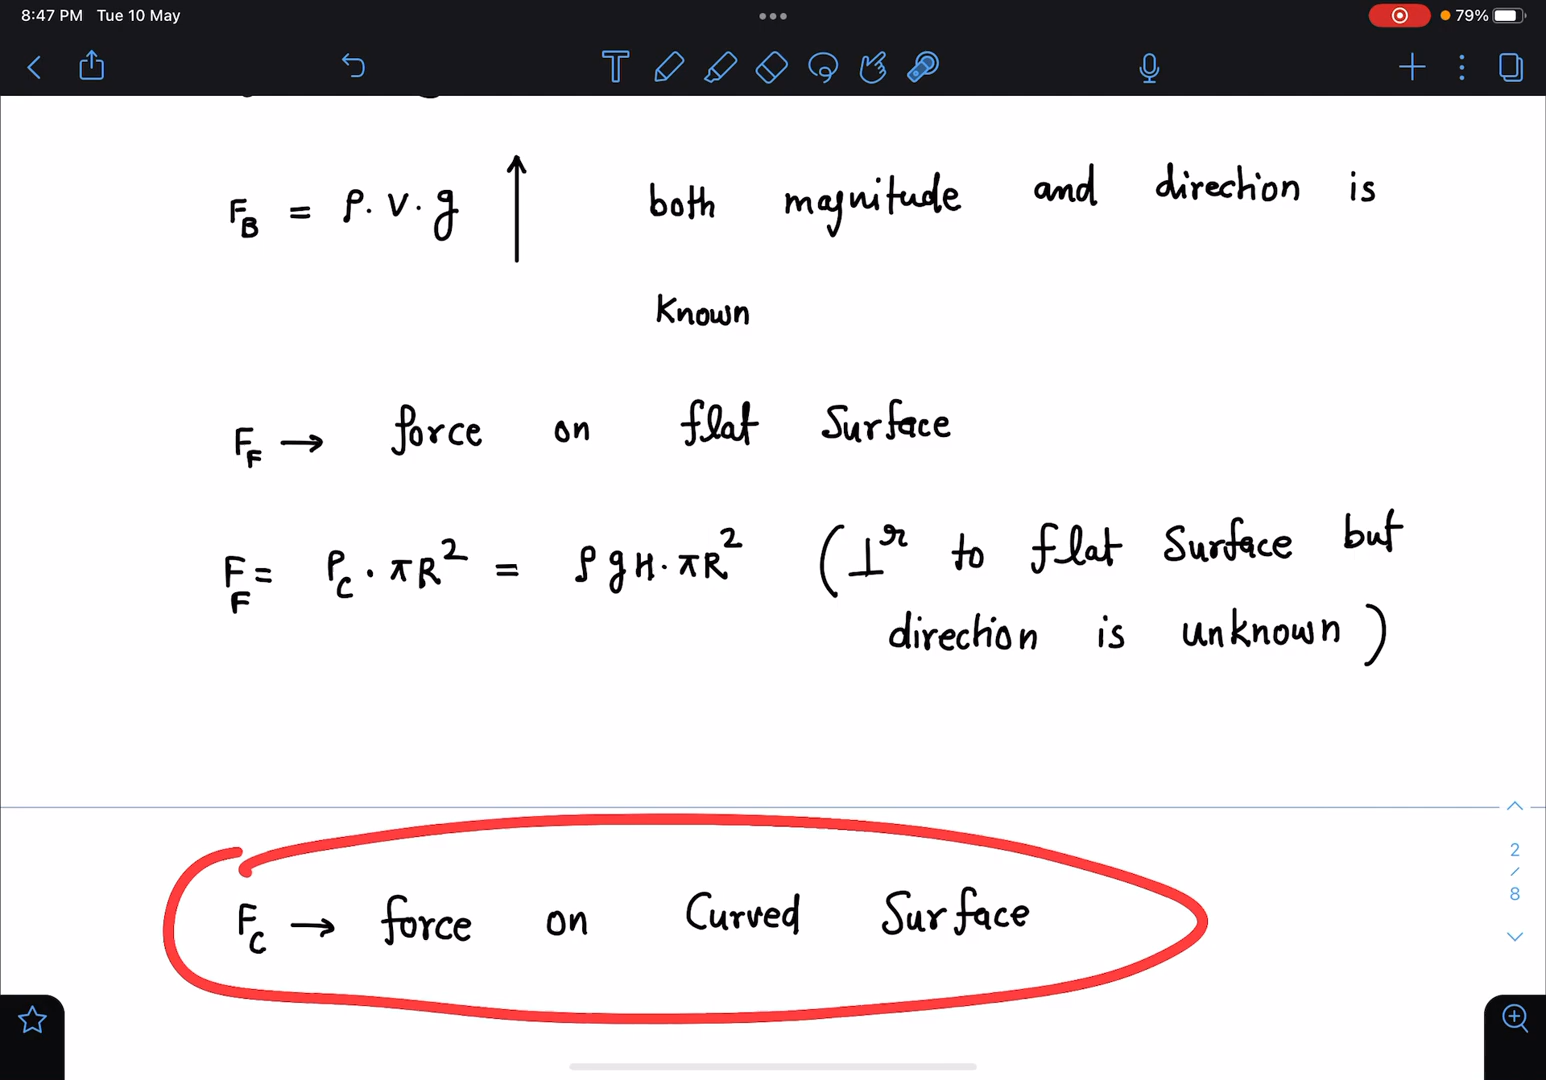 8:47 PM Tue 10 May
79%
F_B = ρ. v. g ↑ both magnitude and direction is
Known
F_F → force on flat Surface
F_F = P_C . πR² = ρgH. πR² (⊥ʳ to flat Surface but
direction is unknown)
2
/
8
F_C → force on Curved Surface